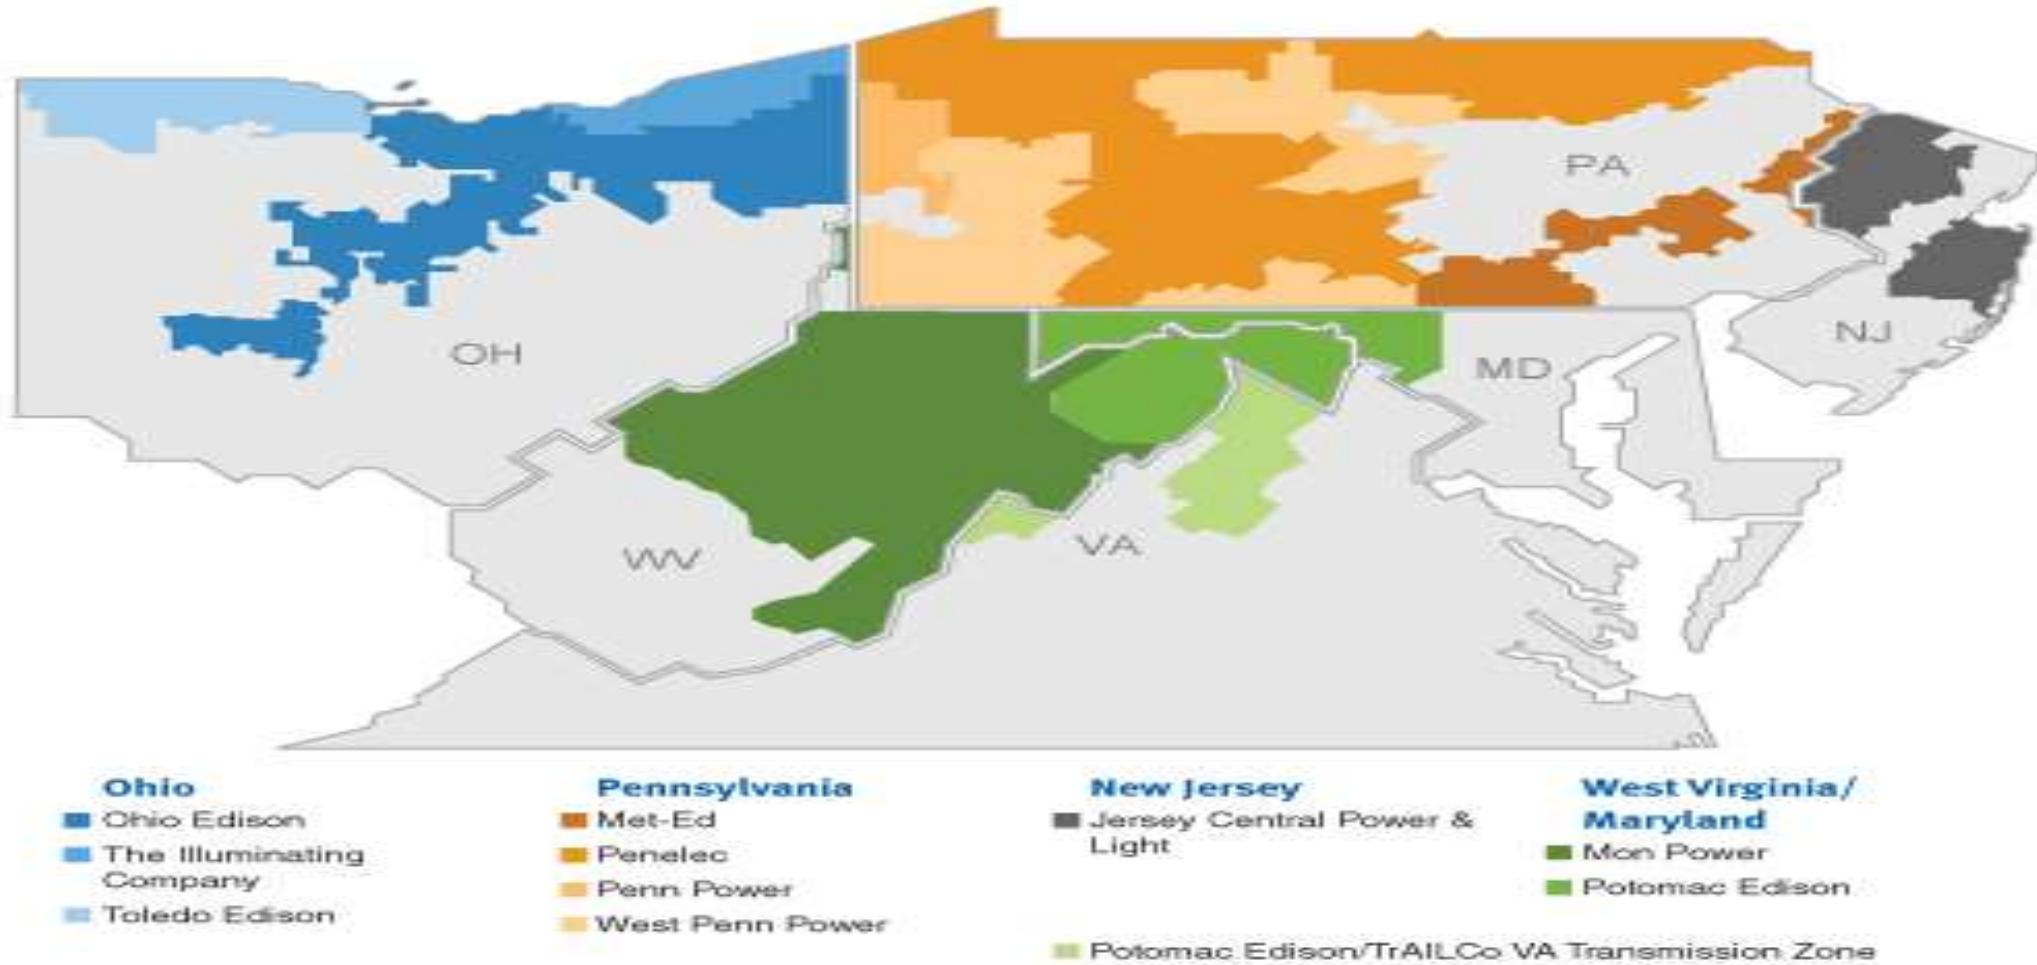 PA
OH
MD
NJ
WV
VA
Ohio
Ohio Edison
The Illuminating
Company
Toledo Edison
Pennsylvania
Met-Ed
Penelec
Penn Power
West Penn Power
New Jersey
Jersey Central Power &
Light
West Virginia/
Maryland
Mon Power
Potomac Edison
Potomac Edison/TrAILCo VA Transmission Zone